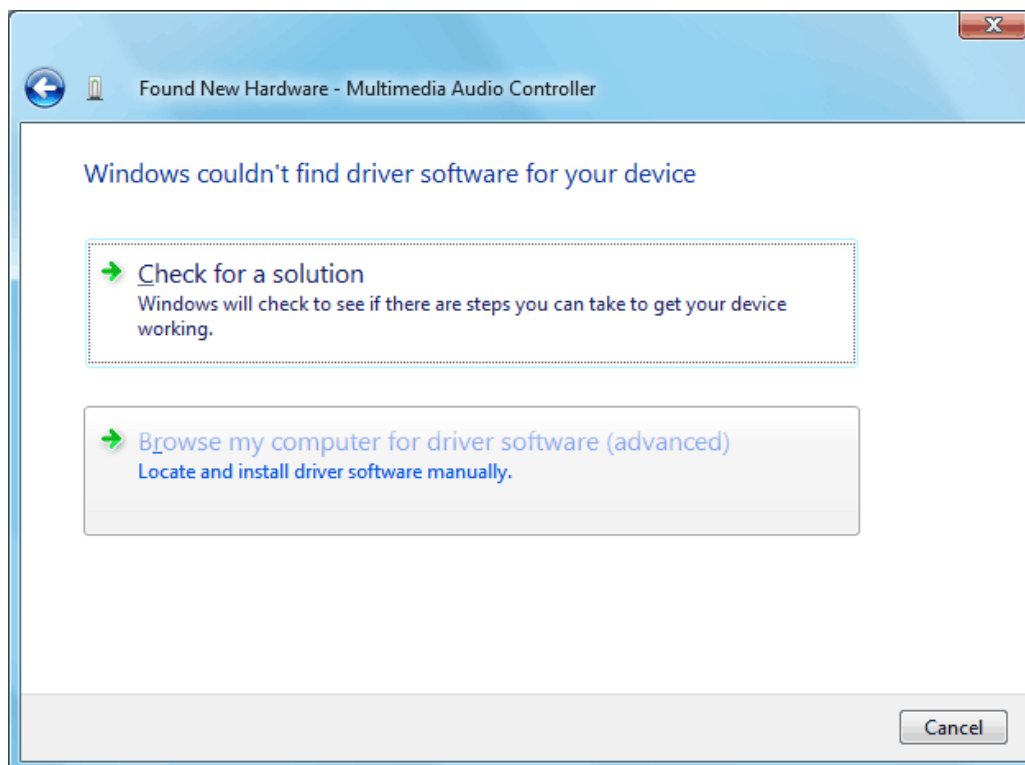 Found New Hardware - Multimedia Audio Controller
Windows couldn't find driver software for your device
Check for a solution
Windows will check to see if there are steps you can take to get your device
working.
Browse my computer for driver software (advanced)
Locate and install driver software manually.
Cancel